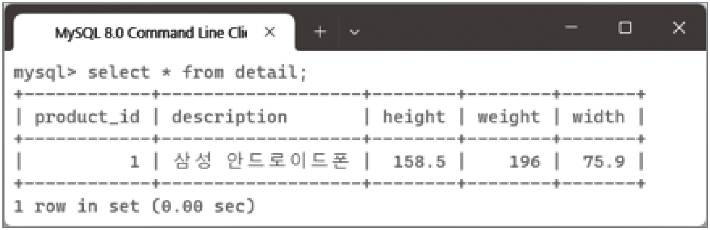 MySQL 8.0 Command Line Clie
mysql> select * from detail;
+------------+-------------------+--------+--------+-------+
| product_id | description       | height | weight | width |
+------------+-------------------+--------+--------+-------+
|          1 | 삼성 안드로이드폰 |  158.5 |    196 |  75.9 |
+------------+-------------------+--------+--------+-------+
1 row in set (0.00 sec)